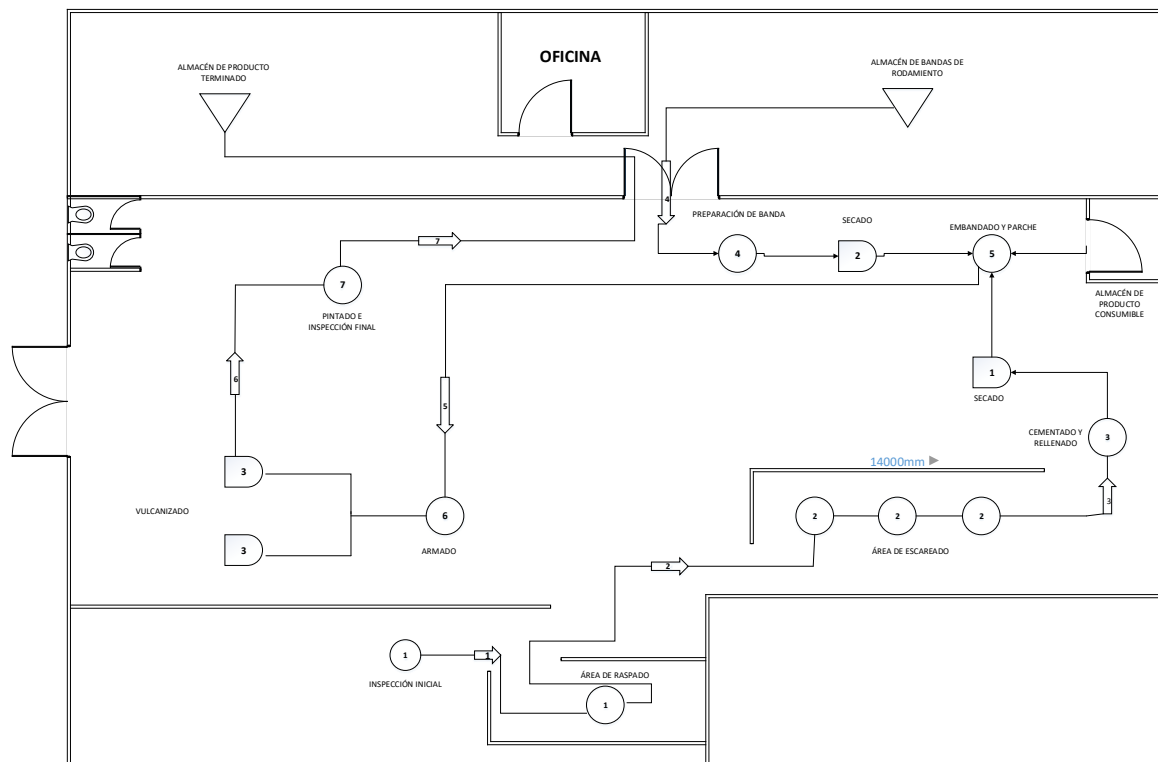 OFICINA
ALMACÉN DE PRODUCTO
TERMINADO
ALMACÉN DE BANDAS DE
RODAMIENTO
4
PREPARACIÓN DE BANDA
SECADO
EMBANDADO Y PARCHE
7
4
2
5
7
PINTADO E
INSPECCIÓN FINAL
ALMACÉN DE
PRODUCTO
CONSUMIBLE
6
5
1
SECADO
CEMENTADO Y
RELLENADO
3
14000mm
3
VULCANIZADO
3
6
ARMADO
2
2
2
3
ÁREA DE ESCAREADO
2
1
1
INSPECCIÓN INICIAL
ÁREA DE RASPADO
1